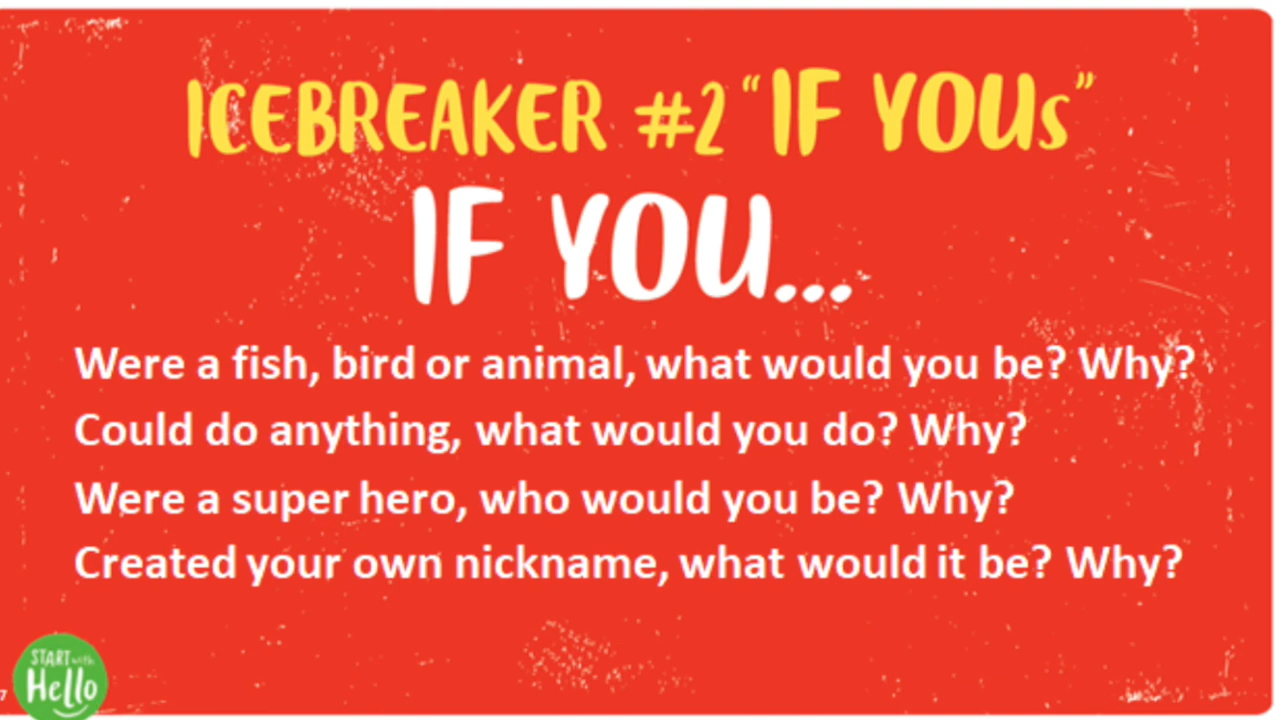 ICEBREAKER #2 “IF YOUs”
IF YOU...
Were a fish, bird or animal, what would you be? Why?
Could do anything, what would you do? Why?
Were a super hero, who would you be? Why?
Created your own nickname, what would it be? Why?
START with
Hello
7